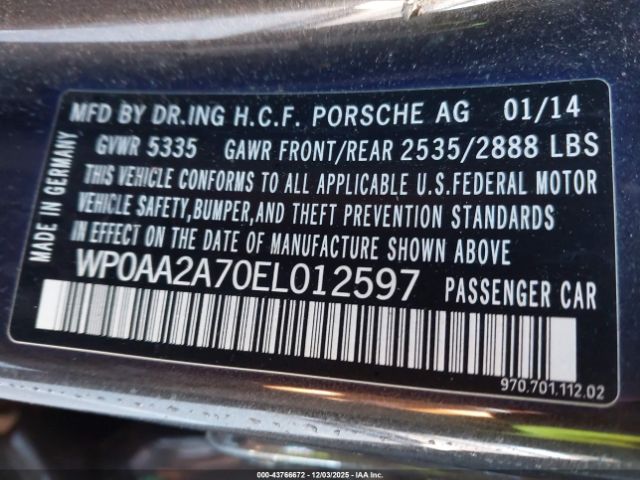 MFD BY DR.ING H.C.F. PORSCHE AG 01/14
GVWR 5335 GAWR FRONT/REAR 2535/2888 LBS
THIS VEHICLE CONFORMS TO ALL APPLICABLE U.S.FEDERAL MOTOR
VEHICLE SAFETY,BUMPER,AND THEFT PREVENTION STANDARDS
IN EFFECT ON THE DATE OF MANUFACTURE SHOWN ABOVE
WP0AA2A70EL012597 PASSENGER CAR
MADE IN GERMANY
970.701.112.02
000-43766672 | 12/03/2025 | IAA, Inc.